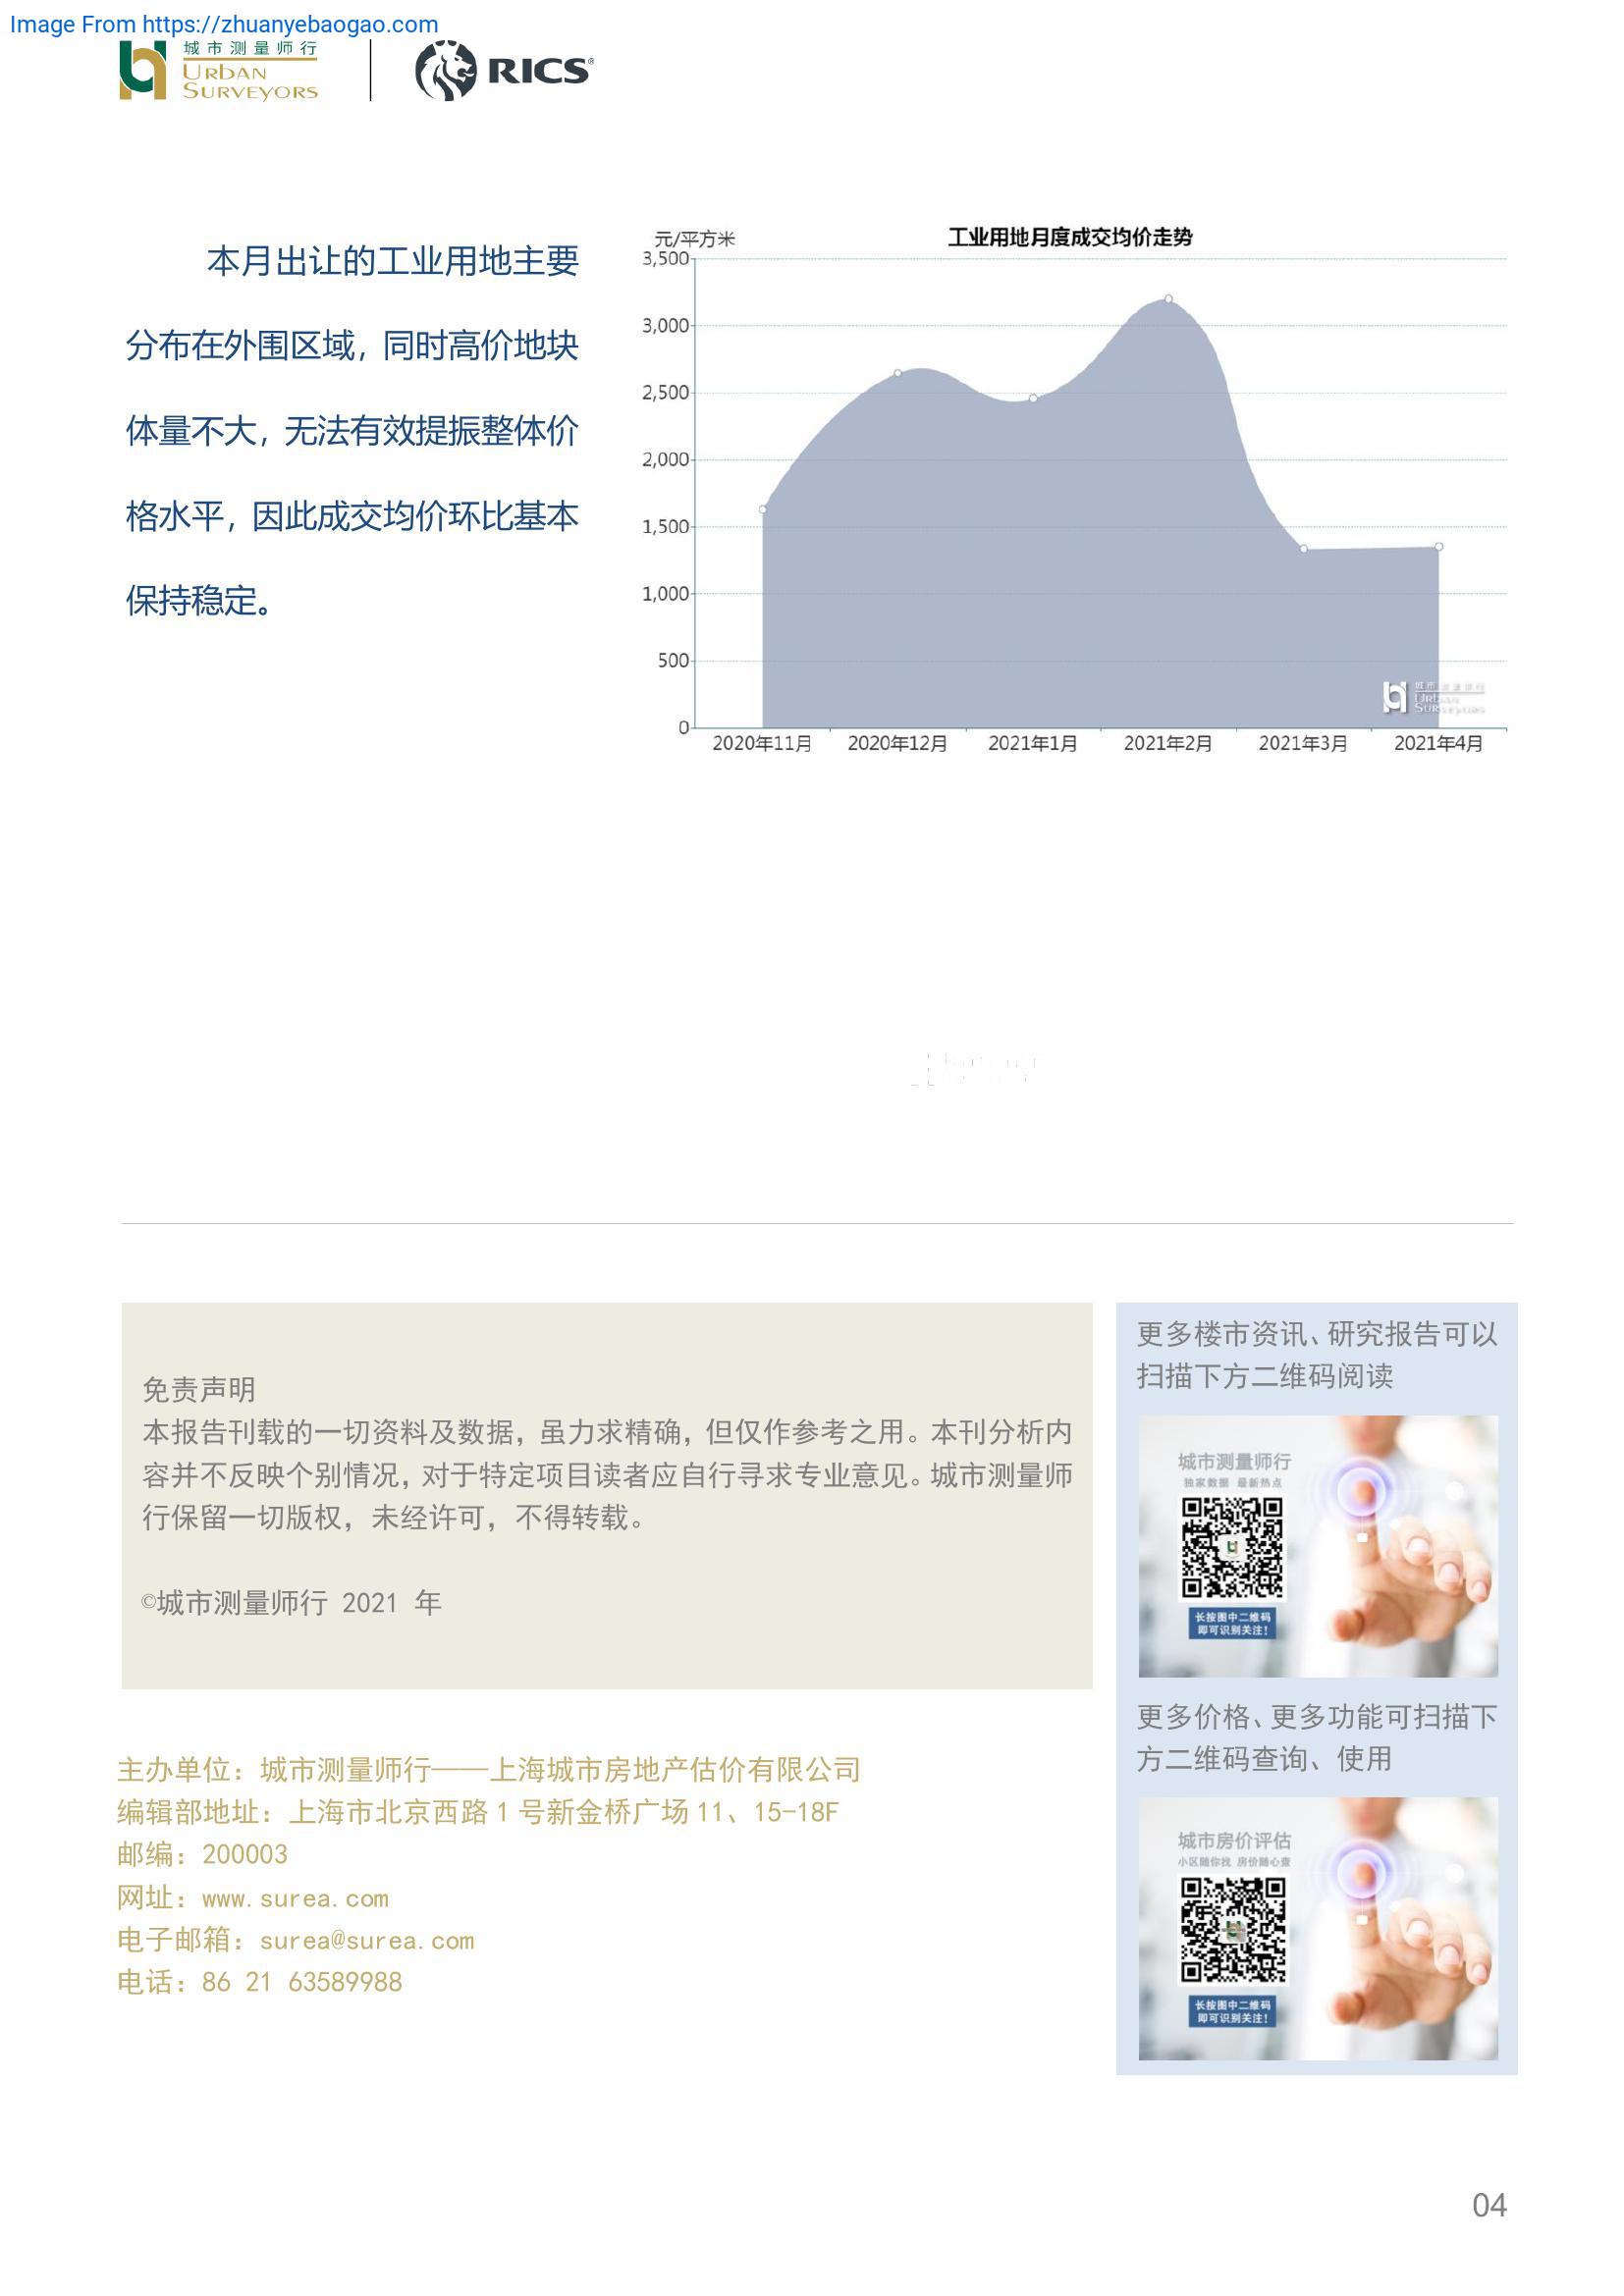 Image From https://zhuanyebaogao.com
城市测量师行
URBAN
SURVEYORS
RICS®
本月出让的工业用地主要
分布在外围区域，同时高价地块
体量不大，无法有效提振整体价
格水平，因此成交均价环比基本
保持稳定。
元/平方米
工业用地月度成交均价走势
3,500
3,000
2,500
2,000
1,500
1,000
500
0
2020年11月 2020年12月 2021年1月 2021年2月 2021年3月 2021年4月
城市测量师行
URBAN
SURVEYORS
免责声明
本报告刊载的一切资料及数据，虽力求精确，但仅作参考之用。本刊分析内
容并不反映个别情况，对于特定项目读者应自行寻求专业意见。城市测量师
行保留一切版权，未经许可，不得转载。
©城市测量师行 2021 年
更多楼市资讯、研究报告可以
扫描下方二维码阅读
城市测量师行
独家数据 最新热点
长按图中二维码
即可识别关注！
更多价格、更多功能可扫描下
方二维码查询、使用
城市房价评估
小区随你找 房价随心查
长按图中二维码
即可识别关注！
主办单位：城市测量师行——上海城市房地产估价有限公司
编辑部地址：上海市北京西路 1 号新金桥广场 11、15-18F
邮编：200003
网址：www.surea.com
电子邮箱：surea@surea.com
电话：86 21 63589988
04